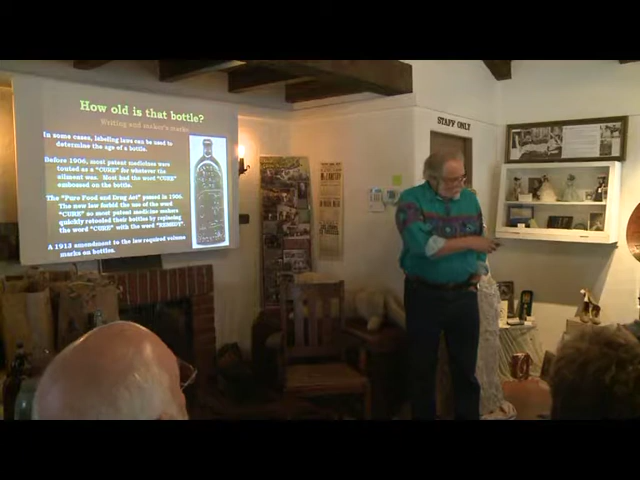 How old is that bottle?
Writing and maker's marks
In some cases, labeling laws can be used to
determine the age of a bottle.
Before 1906, most patent medicines were
touted as a "CURE" for whatever the
ailment was. Most had the word "CURE"
embossed on the bottle.
The "Pure Food and Drug Act" passed in 1906.
The new law forbid the use of the word
"CURE" so most patent medicine makers
quickly retooled their bottles by replacing
the word "CURE" with the word "REMEDY".
A 1913 amendment to the law required volume
marks on bottles.
STAFF ONLY